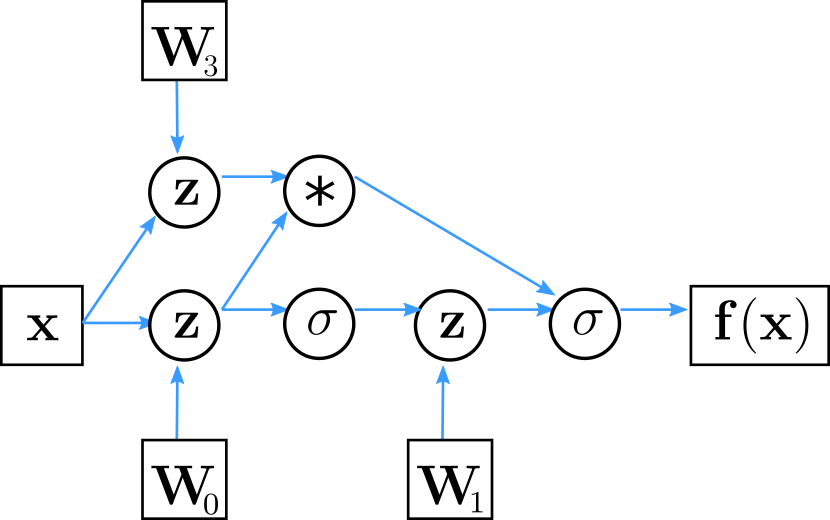 W₃
z *
x z σ z σ f(x)
W₀ W₁